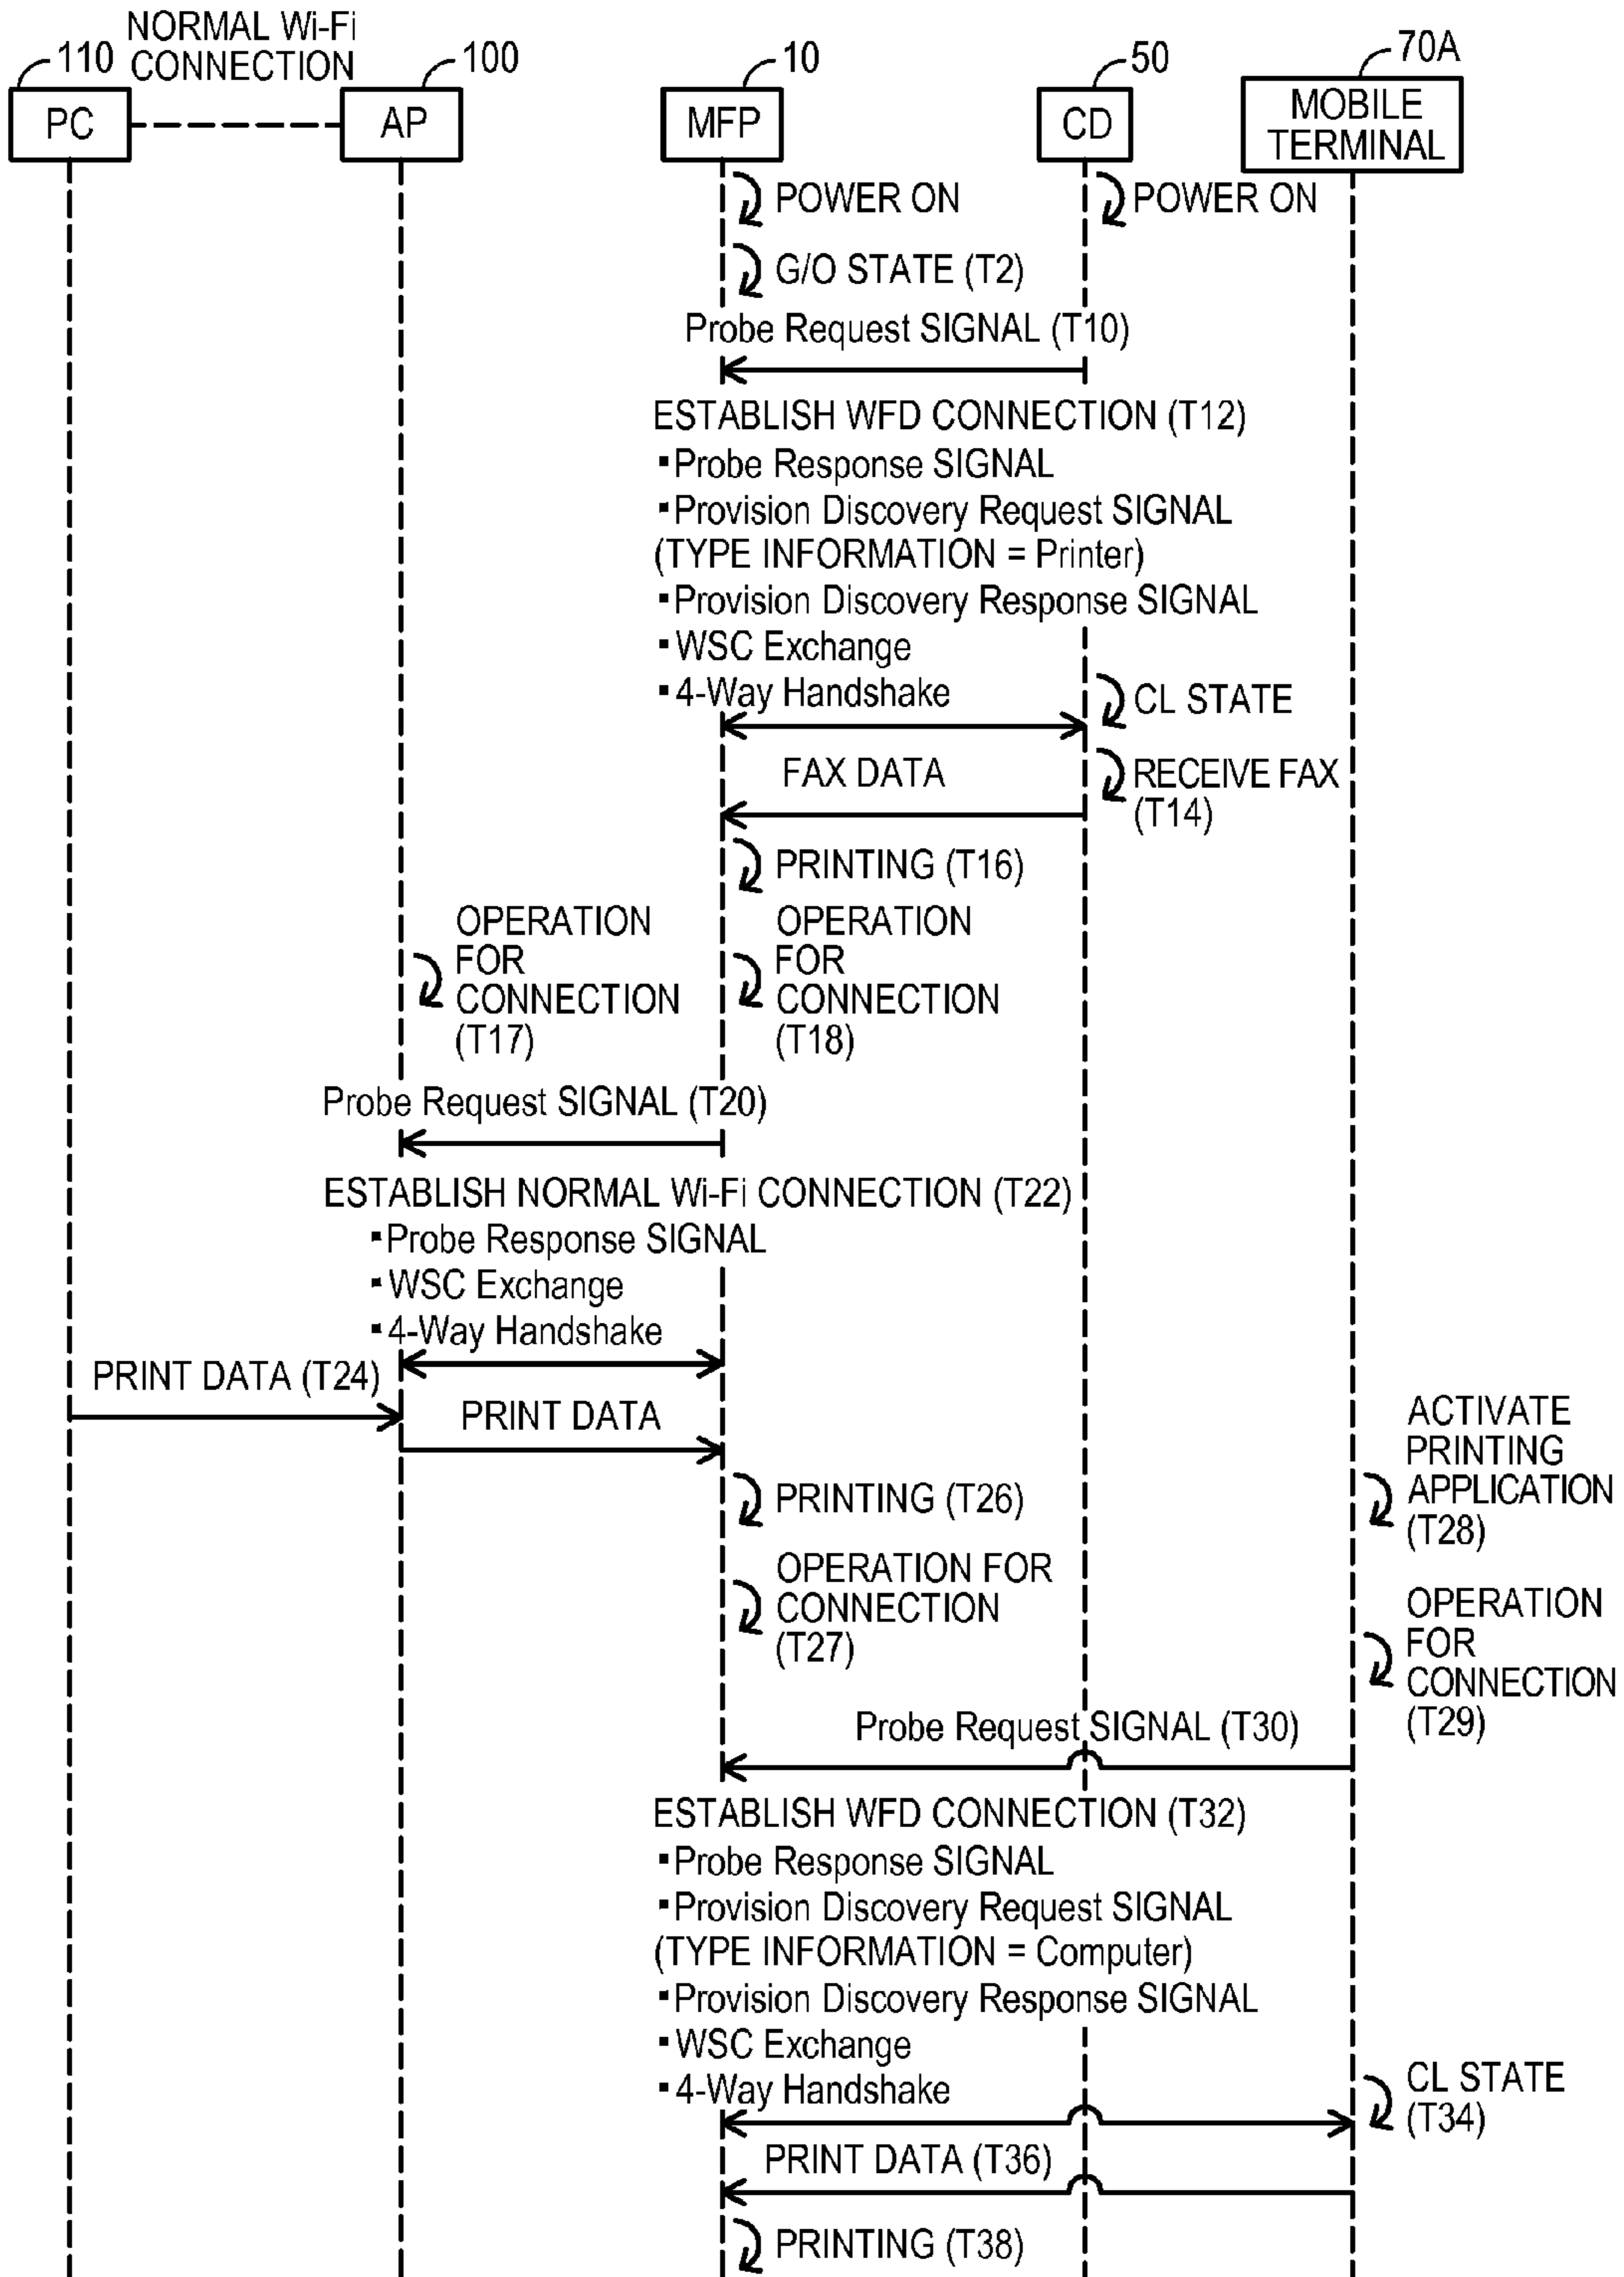 NORMAL Wi-Fi
CONNECTION
110
100
10
50
70A
PC
AP
MFP
CD
MOBILE
TERMINAL
POWER ON
POWER ON
G/O STATE (T2)
Probe Request SIGNAL (T10)
ESTABLISH WFD CONNECTION (T12)
▪Probe Response SIGNAL
▪Provision Discovery Request SIGNAL
(TYPE INFORMATION = Printer)
▪Provision Discovery Response SIGNAL
▪WSC Exchange
▪4-Way Handshake
CL STATE
FAX DATA
RECEIVE FAX
(T14)
PRINTING (T16)
OPERATION
FOR
CONNECTION
(T17)
OPERATION
FOR
CONNECTION
(T18)
Probe Request SIGNAL (T20)
ESTABLISH NORMAL Wi-Fi CONNECTION (T22)
▪Probe Response SIGNAL
▪WSC Exchange
▪4-Way Handshake
PRINT DATA (T24)
PRINT DATA
ACTIVATE
PRINTING
APPLICATION
(T28)
PRINTING (T26)
OPERATION FOR
CONNECTION
(T27)
OPERATION
FOR
CONNECTION
(T29)
Probe Request SIGNAL (T30)
ESTABLISH WFD CONNECTION (T32)
▪Probe Response SIGNAL
▪Provision Discovery Request SIGNAL
(TYPE INFORMATION = Computer)
▪Provision Discovery Response SIGNAL
▪WSC Exchange
▪4-Way Handshake
CL STATE
(T34)
PRINT DATA (T36)
PRINTING (T38)